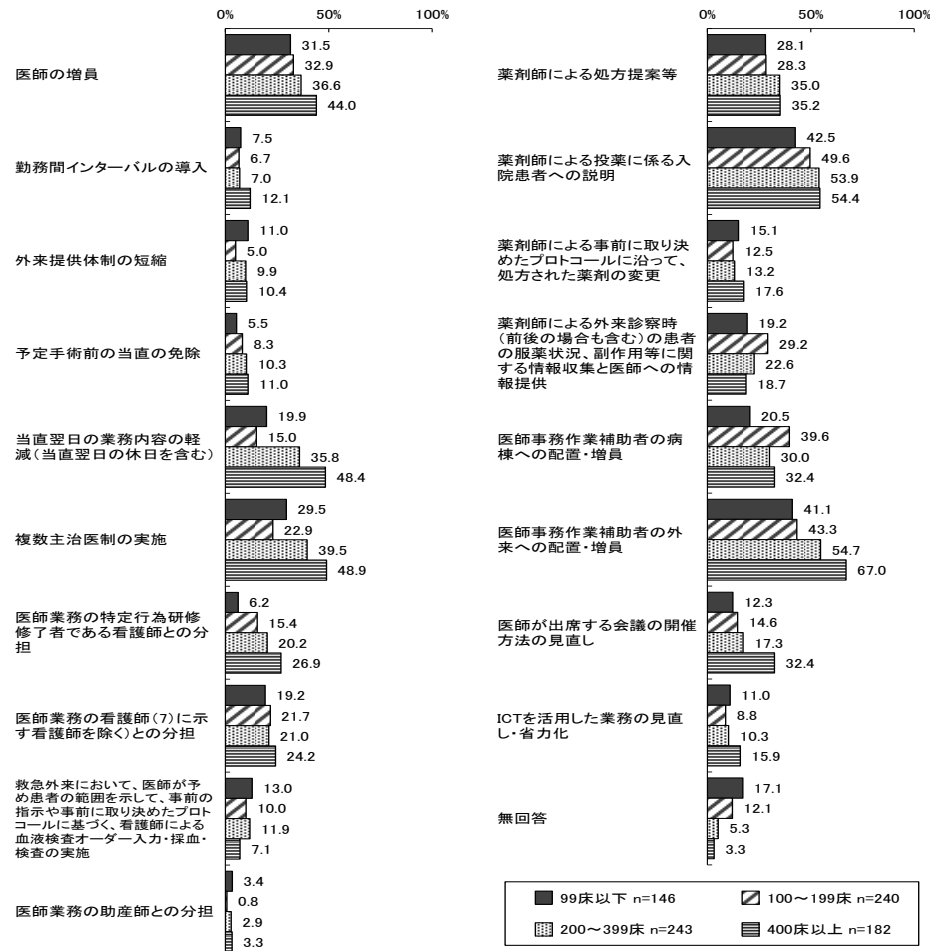 0%
50%
100%
医師の増員
31.5
32.9
36.6
44.0
勤務間インターバルの導入
7.5
6.7
7.0
12.1
外来提供体制の短縮
11.0
5.0
9.9
10.4
予定手術前の当直の免除
5.5
8.3
10.3
11.0
当直翌日の業務内容の軽
減(当直翌日の休日を含む)
19.9
15.0
35.8
48.4
複数主治医制の実施
29.5
22.9
39.5
48.9
医師業務の特定行為研修
修了者である看護師との分
担
6.2
15.4
20.2
26.9
医師業務の看護師(7)に示
す看護師を除く)との分担
19.2
21.7
21.0
24.2
救急外来において、医師が予
め患者の範囲を示して、事前の
指示や事前に取り決めたプロト
コールに基づく、看護師による
血液検査オーダー入力・採血・
検査の実施
13.0
10.0
11.9
7.1
医師業務の助産師との分担
3.4
0.8
2.9
3.3
0%
50%
100%
薬剤師による処方提案等
28.1
28.3
35.0
35.2
薬剤師による投薬に係る入
院患者への説明
42.5
49.6
53.9
54.4
薬剤師による事前に取り決
めたプロトコールに沿って、
処方された薬剤の変更
15.1
12.5
13.2
17.6
薬剤師による外来診察時
(前後の場合も含む)の患者
の服薬状況、副作用等に関
する情報収集と医師への情
報提供
19.2
29.2
22.6
18.7
医師事務作業補助者の病
棟への配置・増員
20.5
39.6
30.0
32.4
医師事務作業補助者の外
来への配置・増員
41.1
43.3
54.7
67.0
医師が出席する会議の開催
方法の見直し
12.3
14.6
17.3
32.4
ICTを活用した業務の見直
し・省力化
11.0
8.8
10.3
15.9
無回答
17.1
12.1
5.3
3.3
99床以下 n=146
100~199床 n=240
200~399床 n=243
400床以上 n=182